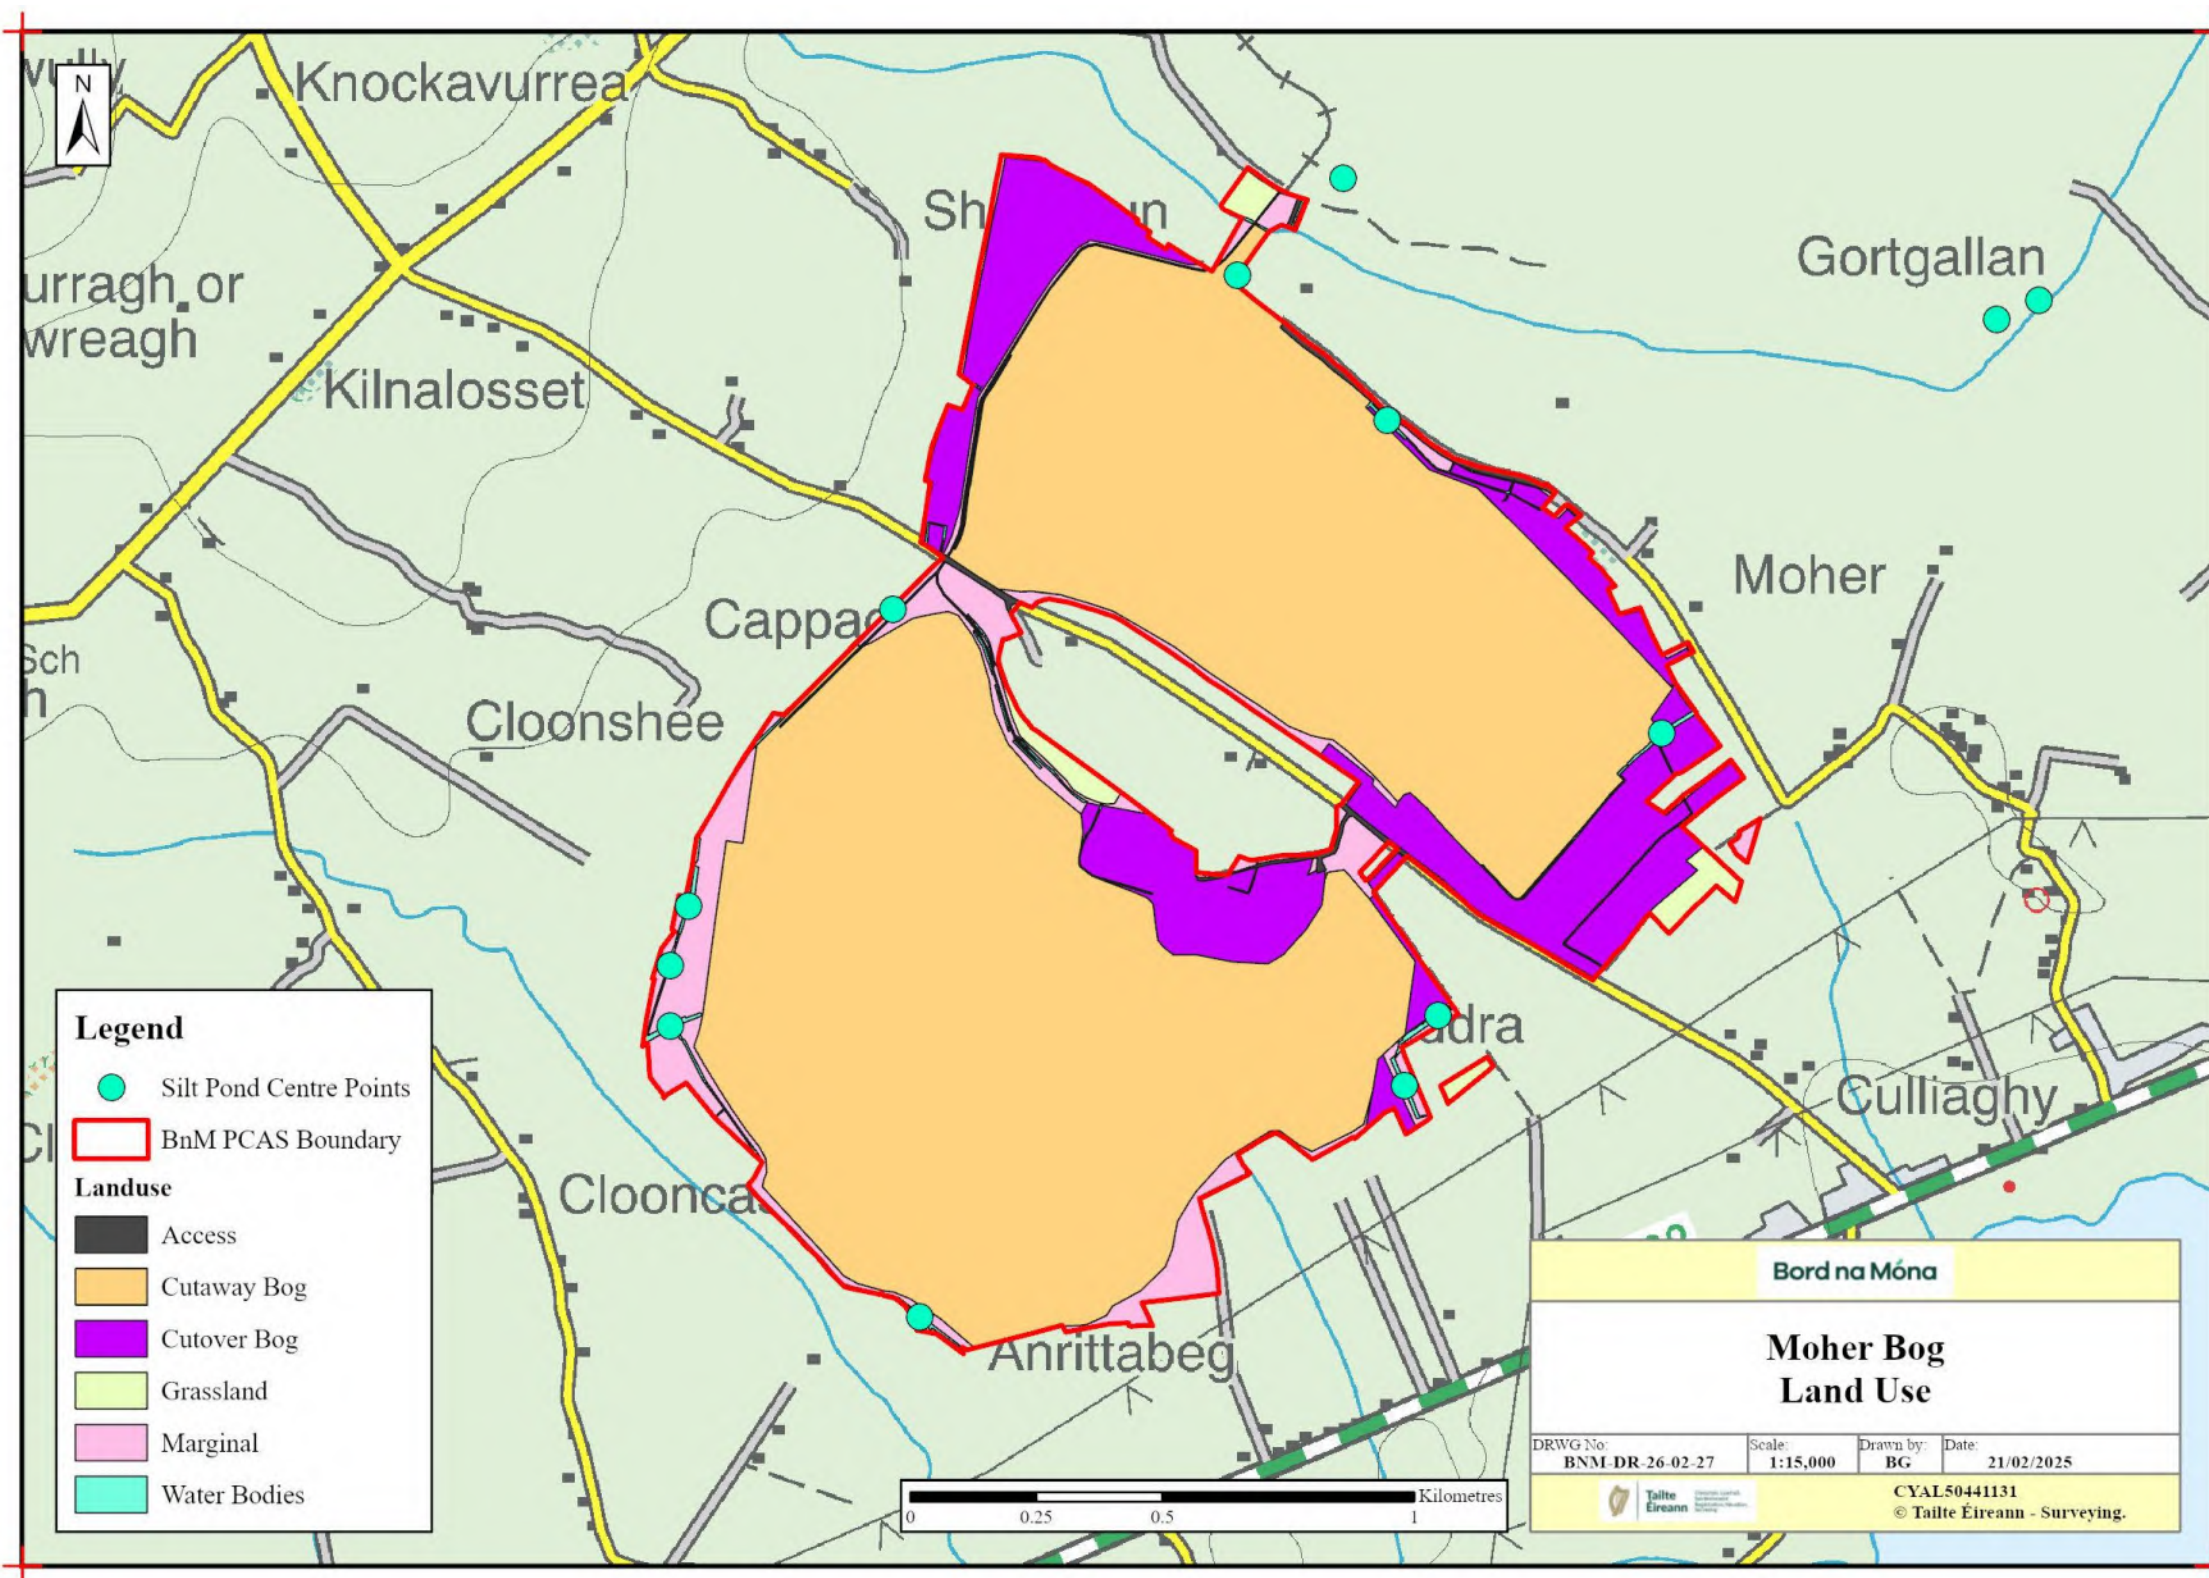 Knockavurrea
N
Gortgallan
urragh or
wreagh
Kilnalosset
Moher
Cappa
Sch
h
Cloonshee
dra
Culliaghy
Clooncas
Anrittabeg
Legend
Silt Pond Centre Points
BnM PCAS Boundary
Landuse
Access
Cutaway Bog
Cutover Bog
Grassland
Marginal
Water Bodies
0 0.25 0.5 1 Kilometres
Bord na Móna
Moher Bog
Land Use
DRWG No: Scale: Drawn by: Date:
BNM-DR-26-02-27 1:15,000 BG 21/02/2025
Tailte
Éireann
CYAL50441131
© Tailte Éireann - Surveying.